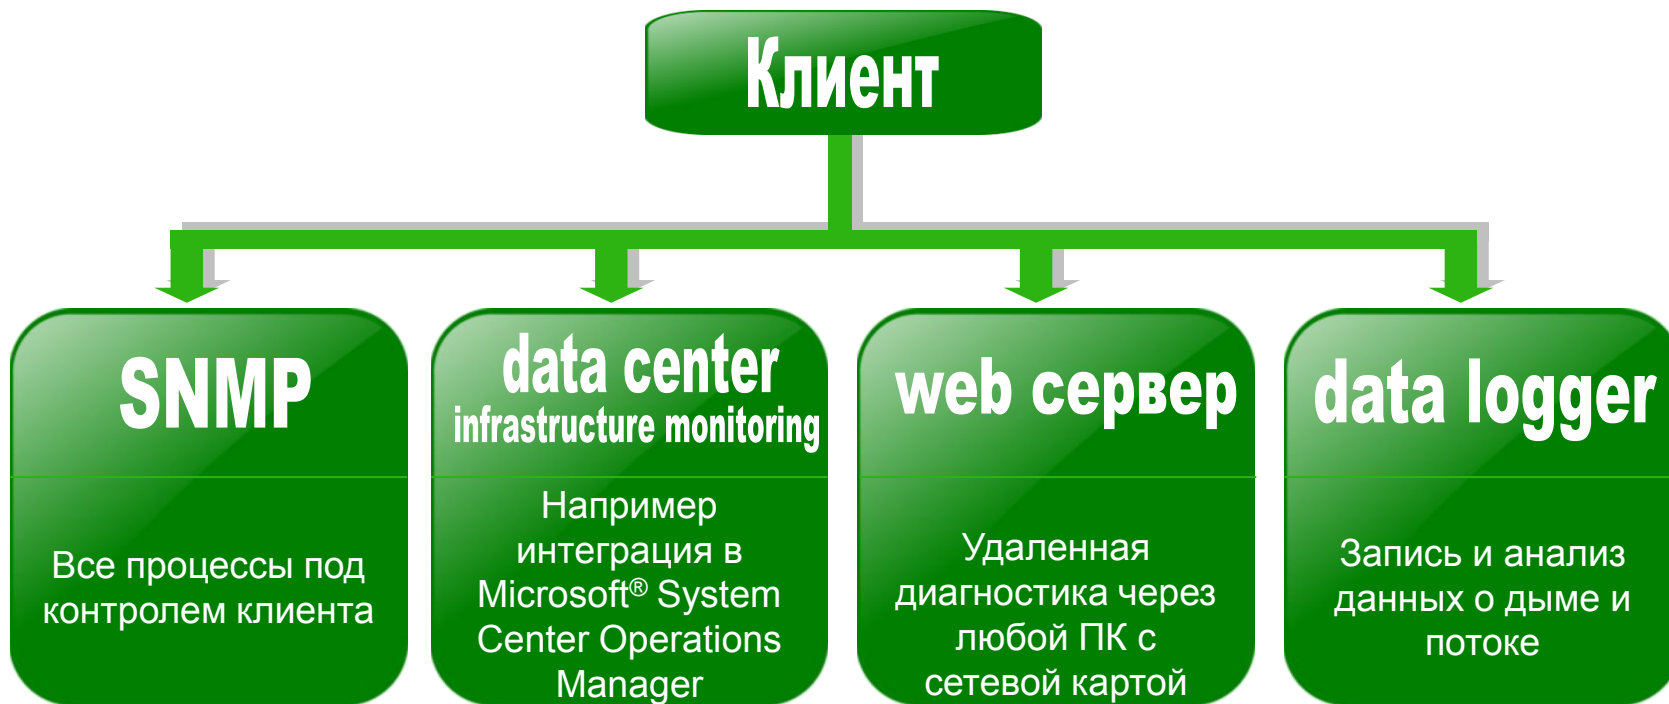 Клиент
SNMP
Все процессы под
контролем клиента
data center
infrastructure monitoring
Например
интеграция в
Microsoft® System
Center Operations
Manager
web сервер
Удаленная
диагностика через
любой ПК с
сетевой картой
data logger
Запись и анализ
данных о дыме и
потоке